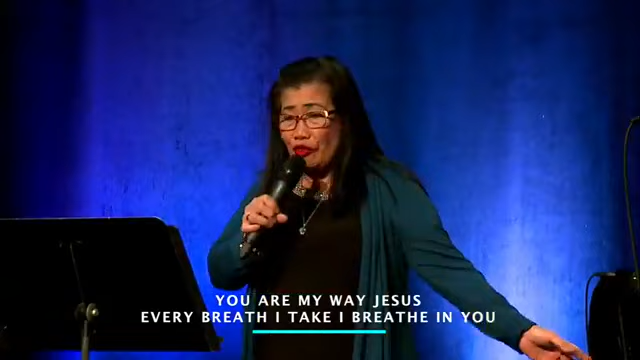 YOU ARE MY WAY JESUS
EVERY BREATH I TAKE I BREATHE IN YOU